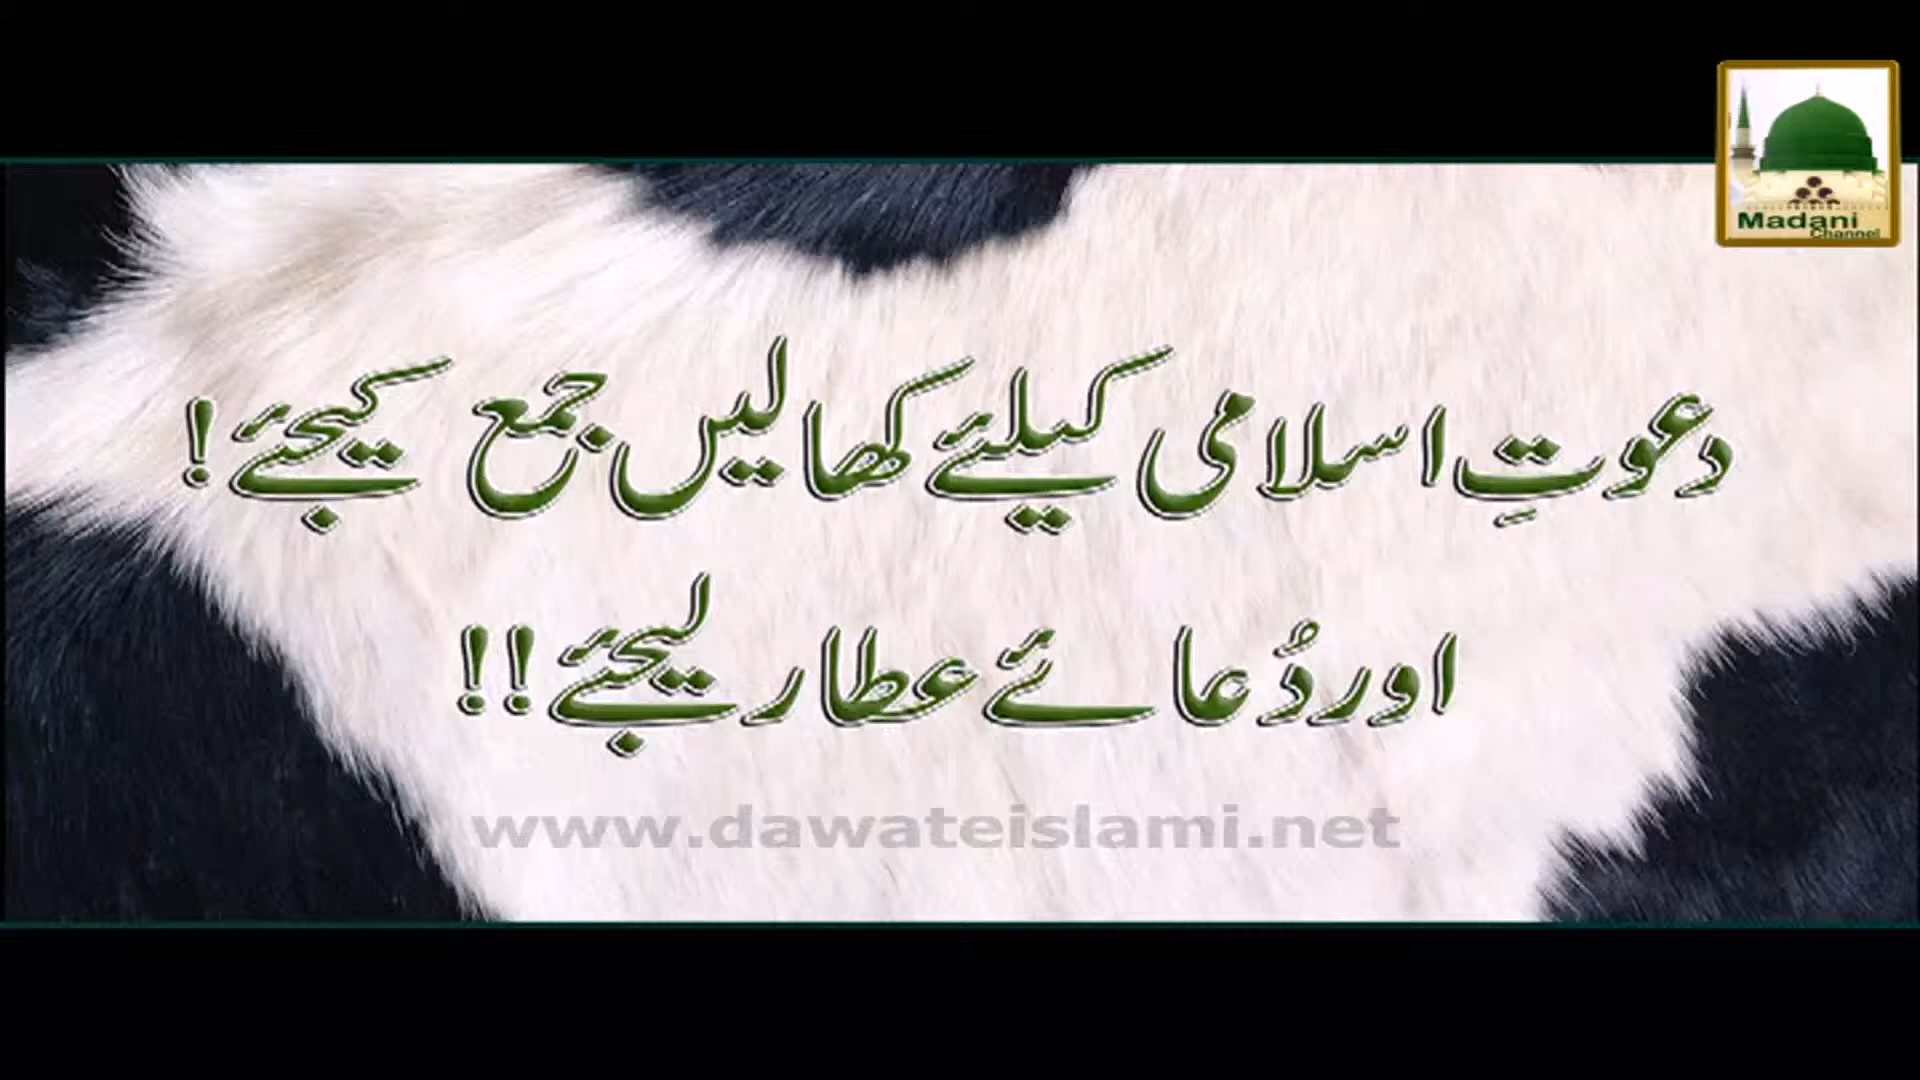 Madani
Channel
دعوتِ اسلامی کیلئے کھالیں جمع کیجئے!
اور دُعائے عطار لیجئے!!
www.dawateislami.net